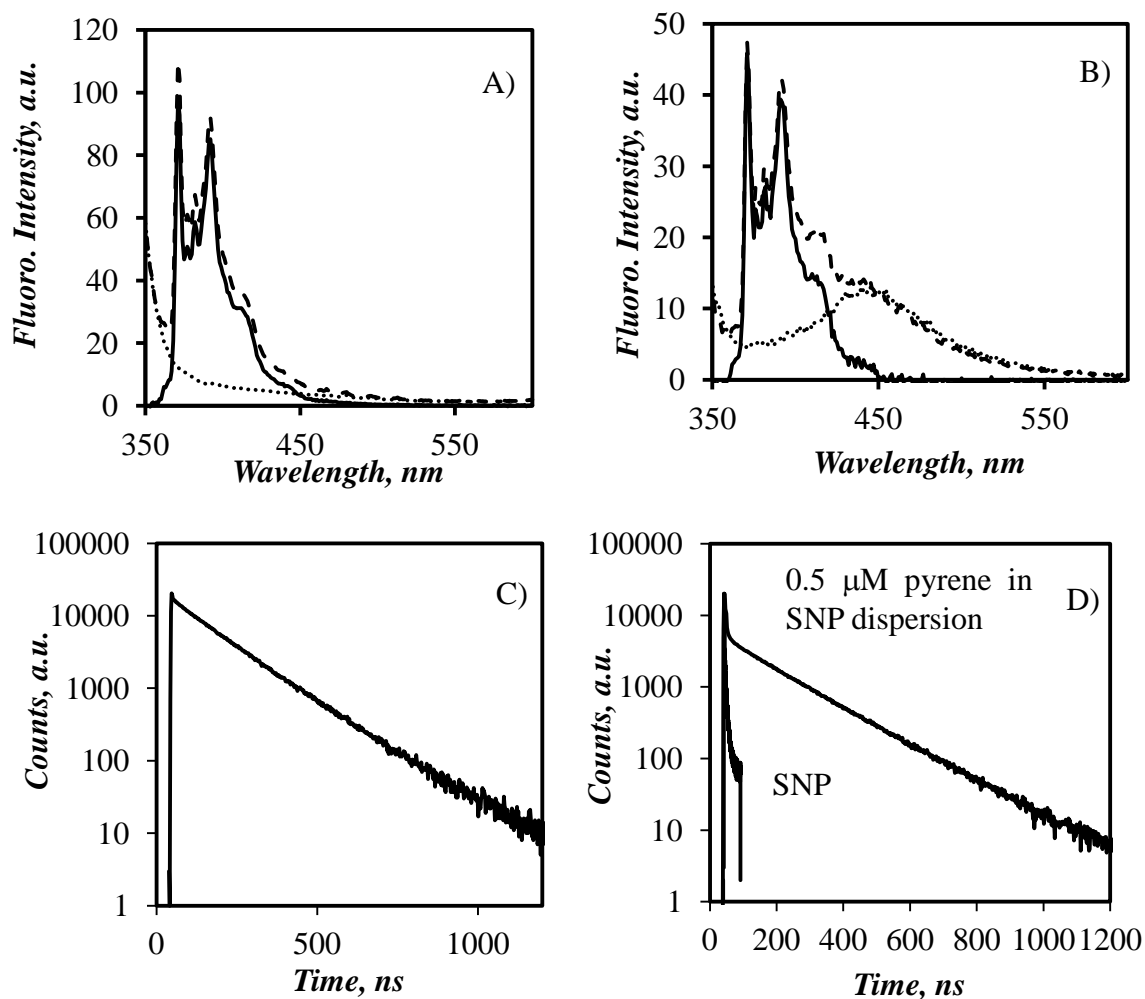 120
100
80
60
40
20
0
350
450
550
Fluoro. Intensity, a.u.
Wavelength, nm
A)
50
40
30
20
10
0
350
450
550
Fluoro. Intensity, a.u.
Wavelength, nm
B)
100000
10000
1000
100
10
1
0
500
1000
Counts, a.u.
Time, ns
C)
100000
10000
1000
100
10
1
0
200
400
600
800
1000
1200
Counts, a.u.
Time, ns
0.5 μM pyrene in
SNP dispersion
D)
SNP